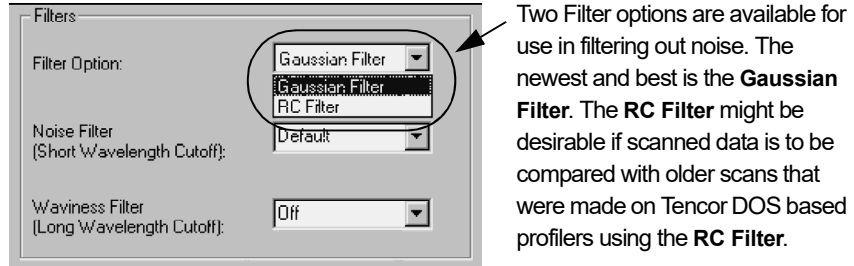 Filters
Filter Option:
Gaussian Filter
Gaussian Filter
RC Filter
Noise Filter
(Short Wavelength Cutoff):
Default
Waviness Filter
(Long Wavelength Cutoff):
Off
Two Filter options are available for
use in filtering out noise. The
newest and best is the Gaussian
Filter. The RC Filter might be
desirable if scanned data is to be
compared with older scans that
were made on Tencor DOS based
profilers using the RC Filter.